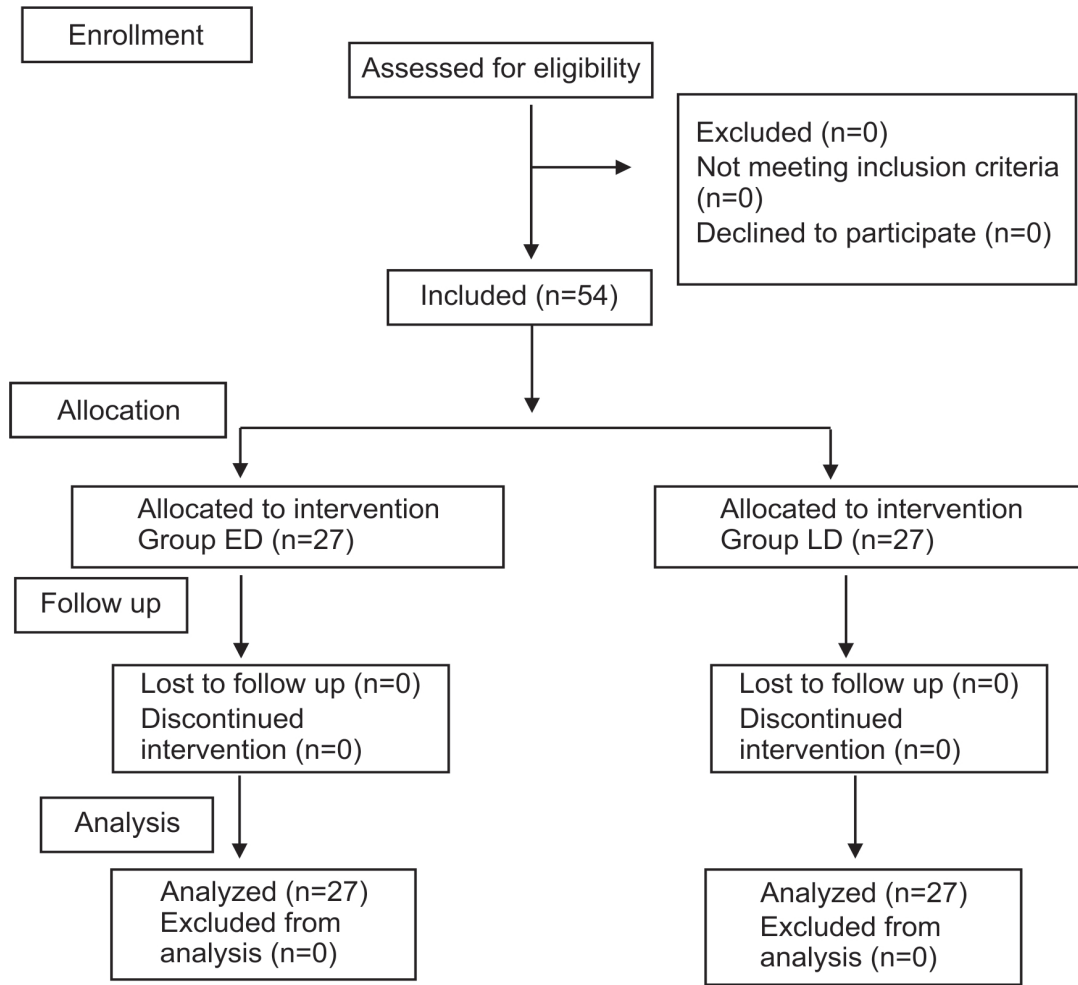 Enrollment
Assessed for eligibility
Excluded (n=0)
Not meeting inclusion criteria
(n=0)
Declined to participate (n=0)
Included (n=54)
Allocation
Allocated to intervention
Group ED (n=27)
Allocated to intervention
Group LD (n=27)
Follow up
Lost to follow up (n=0)
Discontinued
intervention (n=0)
Lost to follow up (n=0)
Discontinued
intervention (n=0)
Analysis
Analyzed (n=27)
Excluded from
analysis (n=0)
Analyzed (n=27)
Excluded from
analysis (n=0)